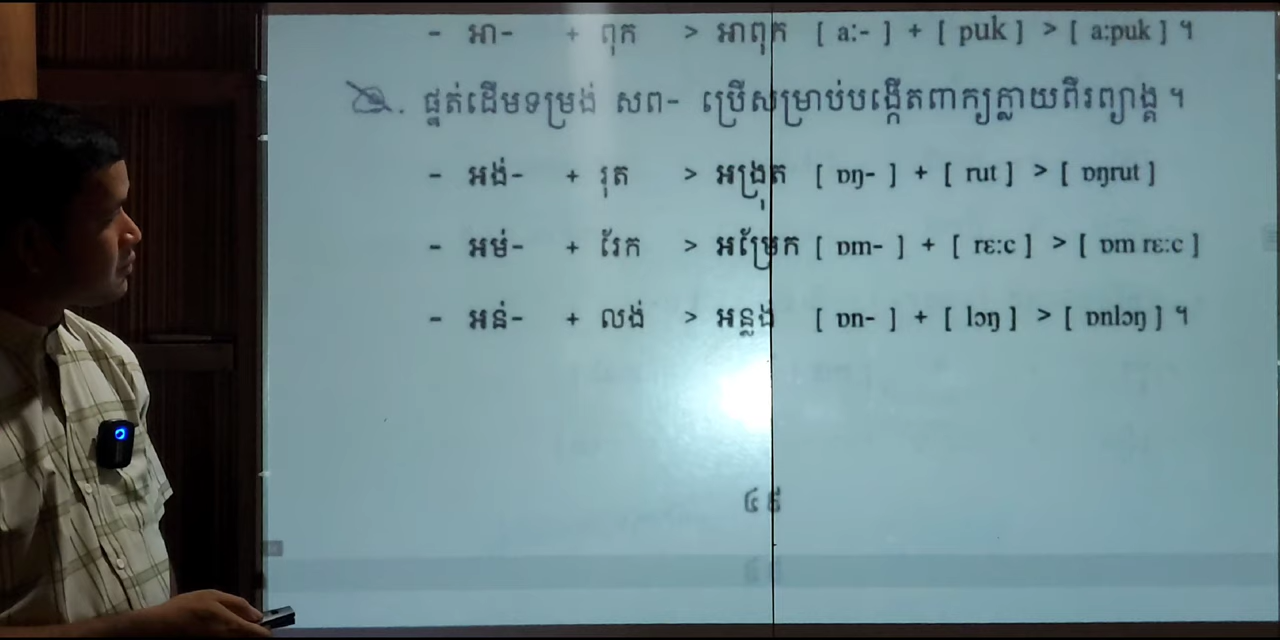 - អា- + ពុក > អាពុក [ a:- ] + [ puk ] > [ a:puk ] ។
. ផ្នត់ដើមទម្រង់ សព- ប្រើសម្រាប់បង្កើតពាក្យក្លាយពីរព្យាង្គ ។
- អង់- + រុត > អង្រុត [ ɒŋ- ] + [ rut ] > [ ɒŋrut ]
- អម់- + រែក > អម្រែក [ ɒm- ] + [ rɛ:c ] > [ ɒm rɛ:c ]
- អន់- + លង់ > អន្លង់ [ ɒn- ] + [ lɔŋ ] > [ ɒnlɔŋ ] ។
៤៩